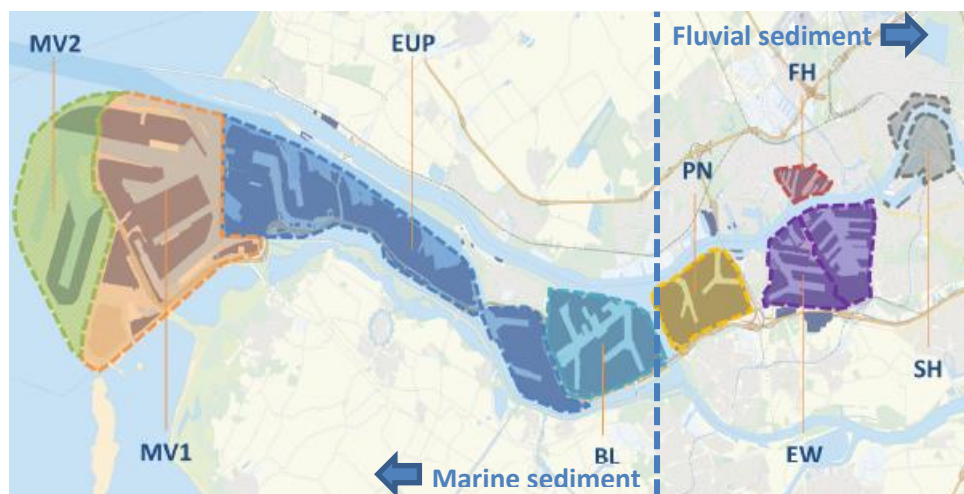 MV2
EUP
Fluvial sediment
FH
PN
SH
MV1
BL
EW
Marine sediment